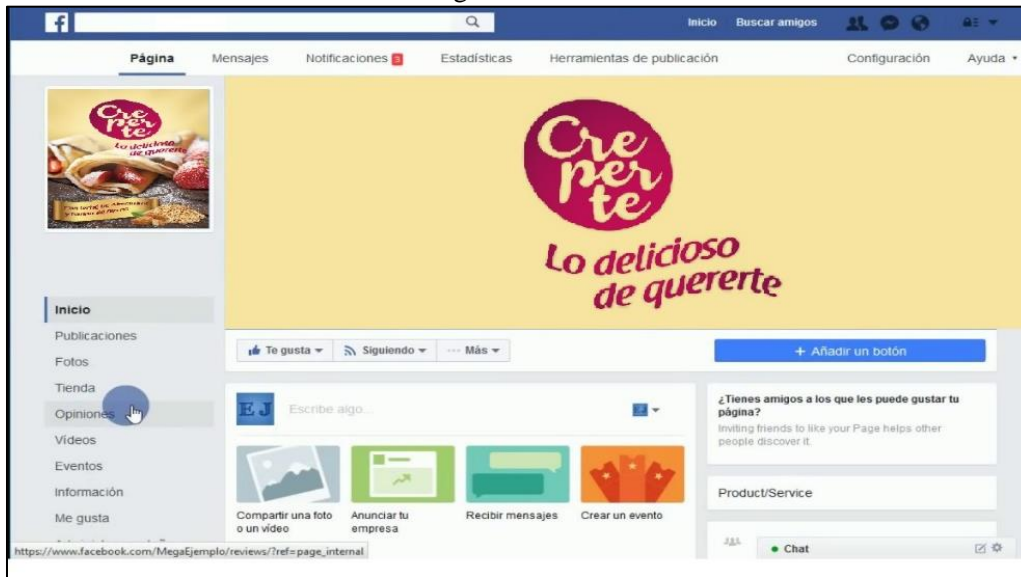 Inicio Buscar amigos
Página Mensajes Notificaciones 3 Estadísticas Herramientas de publicación Configuración Ayuda
Cre
per
te
Lo delicioso
de quererte
Cre
per
te
Lo delicioso
de quererte
Inicio
Publicaciones
Fotos
Tienda
Opiniones
Vídeos
Eventos
Información
Me gusta
Te gusta Siguiendo Más
+ Añadir un botón
EJ Escribe algo...
Compartir una foto
o un vídeo
Anunciar tu
empresa
Recibir mensajes
Crear un evento
¿Tienes amigos a los que les puede gustar tu
página?
Inviting friends to like your Page helps other
people discover it.
Product/Service
Chat
https://www.facebook.com/MegaEjemplo/reviews/?ref=page_internal